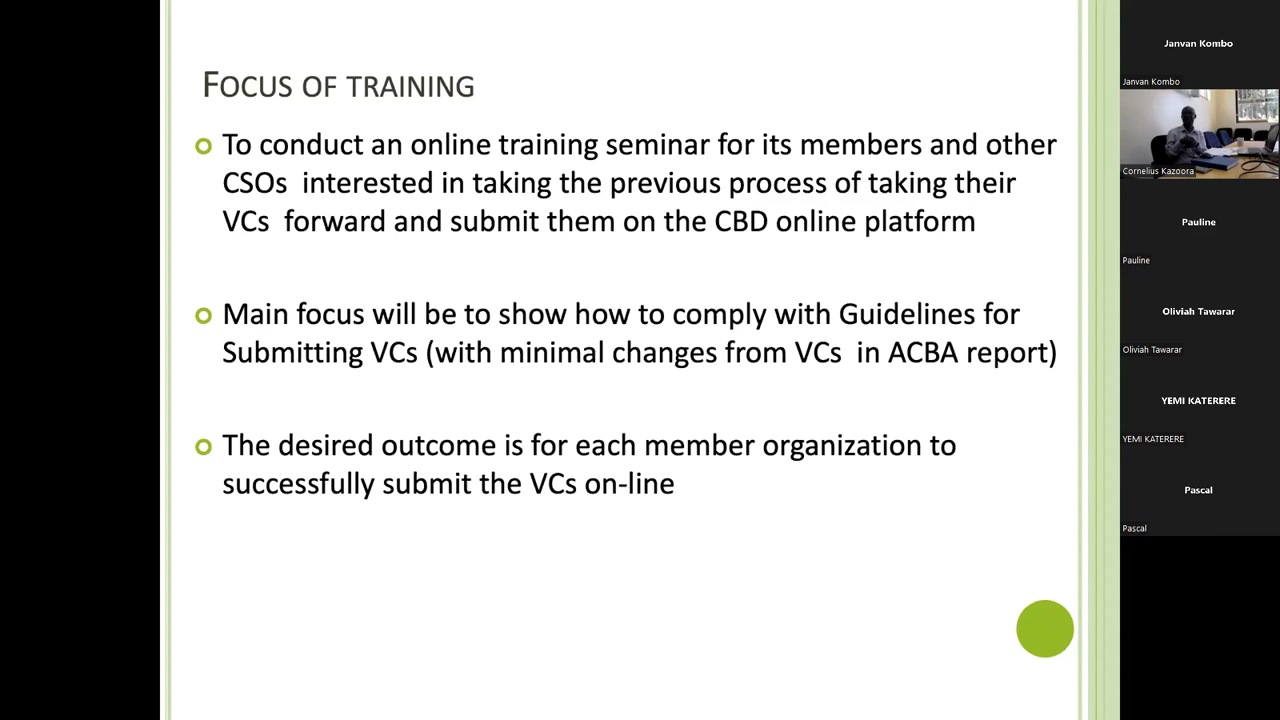 FOCUS OF TRAINING
To conduct an online training seminar for its members and other
CSOs interested in taking the previous process of taking their
VCs forward and submit them on the CBD online platform
Main focus will be to show how to comply with Guidelines for
Submitting VCs (with minimal changes from VCs in ACBA report)
The desired outcome is for each member organization to
successfully submit the VCs on-line
Janvan Kombo
Janvan Kombo
Cornelius Kazoora
Pauline
Pauline
Oliviah Tawarar
Oliviah Tawarar
YEMI KATERERE
YEMI KATERERE
Pascal
Pascal